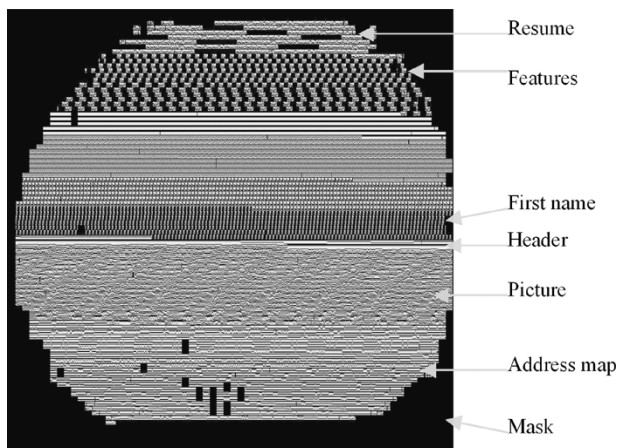 Resume
Features
First name
Header
Picture
Address map
Mask